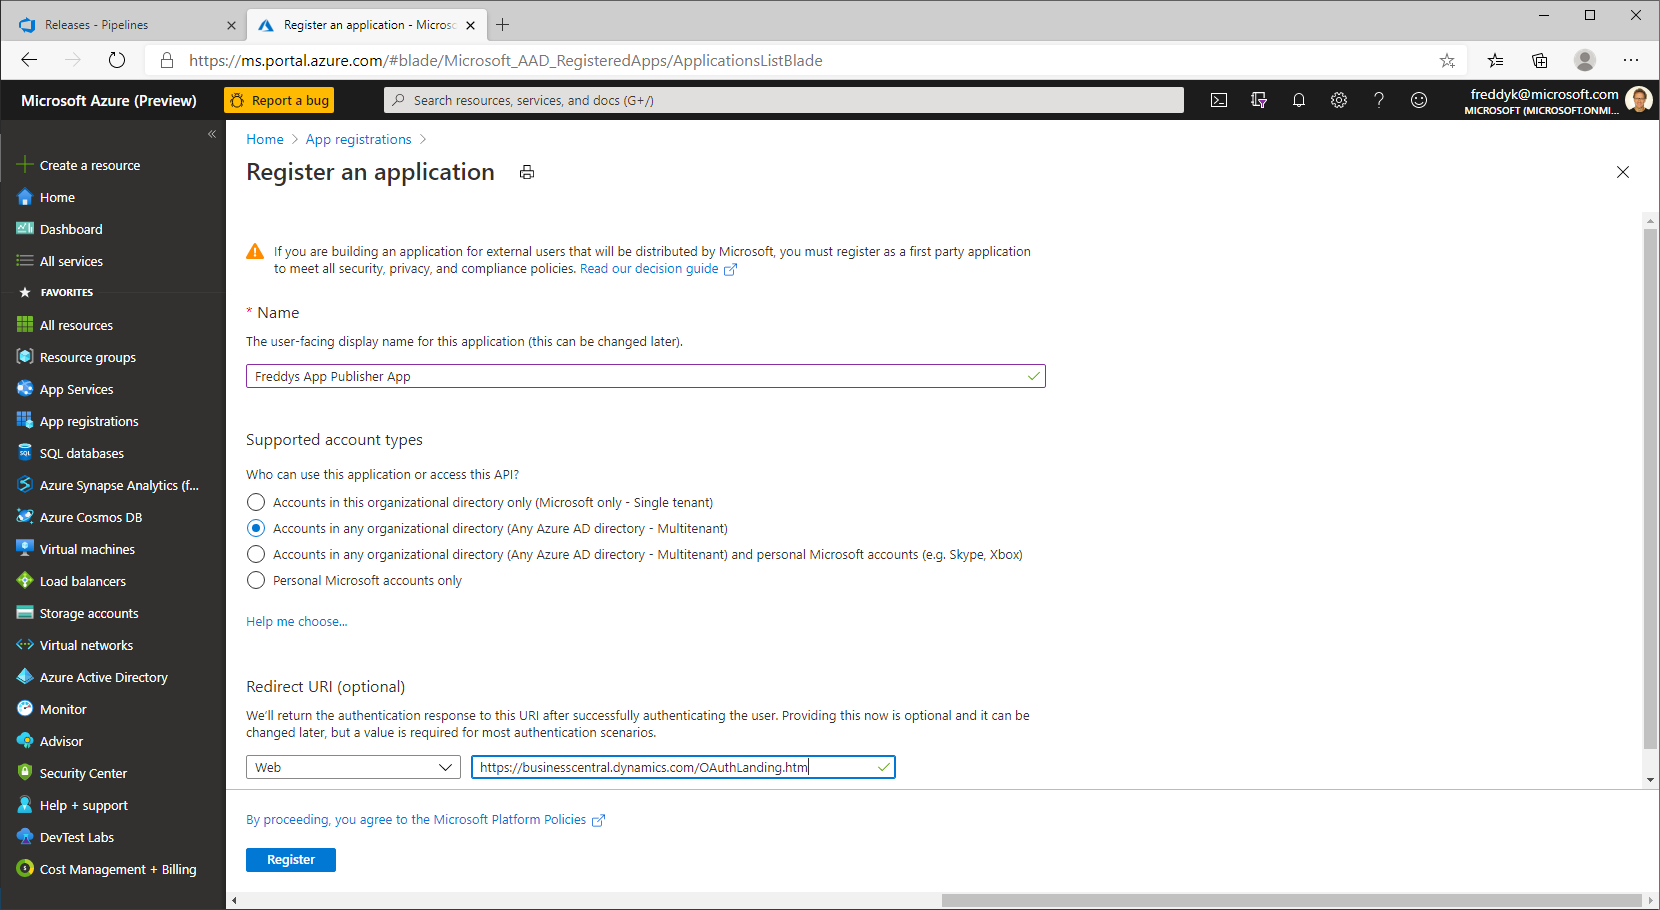 Releases - Pipelines
Register an application - Microsc
https://ms.portal.azure.com/#blade/Microsoft_AAD_RegisteredApps/ApplicationsListBlade
Microsoft Azure (Preview)
Report a bug
Search resources, services, and docs (G+/)
freddyk@microsoft.com
MICROSOFT (MICROSOFT.ONMI...
Create a resource
Home
Dashboard
All services
FAVORITES
All resources
Resource groups
App Services
App registrations
SQL databases
Azure Synapse Analytics (f...
Azure Cosmos DB
Virtual machines
Load balancers
Storage accounts
Virtual networks
Azure Active Directory
Monitor
Advisor
Security Center
Help + support
DevTest Labs
Cost Management + Billing
Home > App registrations >
Register an application
If you are building an application for external users that will be distributed by Microsoft, you must register as a first party application
to meet all security, privacy, and compliance policies. Read our decision guide
* Name
The user-facing display name for this application (this can be changed later).
Freddys App Publisher App
Supported account types
Who can use this application or access this API?
Accounts in this organizational directory only (Microsoft only - Single tenant)
Accounts in any organizational directory (Any Azure AD directory - Multitenant)
Accounts in any organizational directory (Any Azure AD directory - Multitenant) and personal Microsoft accounts (e.g. Skype, Xbox)
Personal Microsoft accounts only
Help me choose...
Redirect URI (optional)
We'll return the authentication response to this URI after successfully authenticating the user. Providing this now is optional and it can be
changed later, but a value is required for most authentication scenarios.
Web
https://businesscentral.dynamics.com/OAuthLanding.htm
By proceeding, you agree to the Microsoft Platform Policies
Register